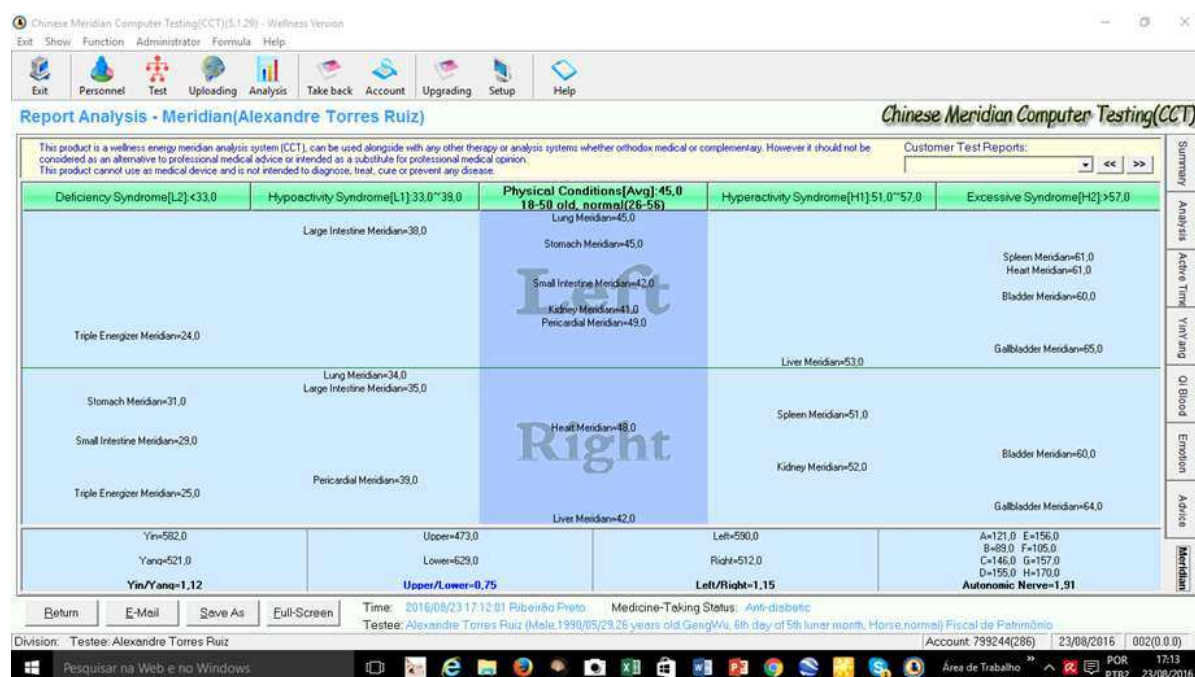 Chinese Meridian Computer Testing(CCT)(5.1.29) - Wellness Version
Exit Show Function Administrator Formula Help
Exit Personnel Test Uploading Analysis Take back Account Upgrading Setup Help
Report Analysis - Meridian(Alexandre Torres Ruiz)
Chinese Meridian Computer Testing(CCT)
This product is a wellness energy meridian analysis system (CCT), can be used alongside with any other therapy or analysis systems whether orthodox medical or complementary. However it should not be
considered as an alternative to professional medical advice or intended as a substitute for professional medical opinion.
This product cannot use as medical device and is not intended to diagnose, treat, cure or prevent any disease.
Customer Test Reports:
<< >>
Deficiency Syndrome[L2]:<33,0
Hypoactivity Syndrome[L1]:33,0~39,0
Physical Conditions[Avg]:45,0
18-50 old, normal(26-56)
Hyperactivity Syndrome[H1]:51,0~57,0
Excessive Syndrome[H2]:>57,0
Left
Lung Meridian=45,0
Large Intestine Meridian=38,0
Stomach Meridian=45,0
Spleen Meridian=61,0
Heart Meridian=61,0
Small Intestine Meridian=42,0
Bladder Meridian=60,0
Kidney Meridian=41,0
Pericardial Meridian=49,0
Triple Energizer Meridian=24,0
Gallbladder Meridian=65,0
Liver Meridian=53,0
Right
Lung Meridian=34,0
Large Intestine Meridian=35,0
Stomach Meridian=31,0
Spleen Meridian=51,0
Heart Meridian=48,0
Small Intestine Meridian=29,0
Bladder Meridian=60,0
Kidney Meridian=52,0
Pericardial Meridian=39,0
Triple Energizer Meridian=25,0
Gallbladder Meridian=64,0
Liver Meridian=42,0
Yin=582,0
Yang=521,0
Yin/Yang=1,12
Upper=473,0
Lower=629,0
Upper/Lower=0,75
Left=590,0
Right=512,0
Left/Right=1,15
A=121,0 E=156,0
B=89,0 F=105,0
C=146,0 G=157,0
D=155,0 H=170,0
Autonomic Nerve=1,91
Summary
Analysis
Active Time
YinYang
Qi Blood
Emotion
Advice
Meridian
Return E-Mail Save As Full-Screen
Time: 2016/08/23 17:12:01 Ribeirão Preto Medicine-Taking Status: Anti-diabetic
Testee: Alexandre Torres Ruiz (Male,1990/05/29,26 years old,GengWu, 6th day of 5th lunar month, Horse,normal) Fiscal de Patrimônio
Division: Testee: Alexandre Torres Ruiz Account: 799244(286) 23/08/2016 002(0.0.0)
Pesquisar na Web e no Windows Área de Trabalho POR 17:13
PTB2 23/08/2016